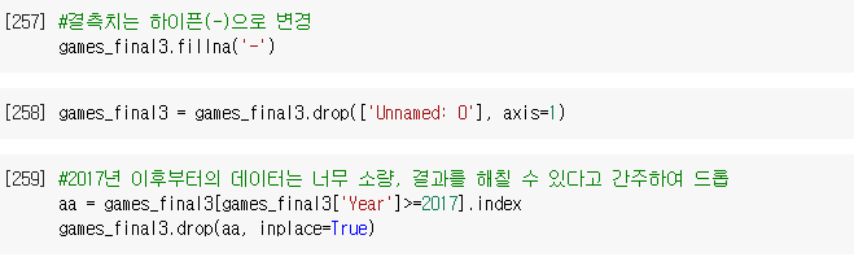 [257] #결측치는 하이픈(-)으로 변경
games_final3.fillna('-')
[258] games_final3 = games_final3.drop(['Unnamed: 0'], axis=1)
[259] #2017년 이후부터의 데이터는 너무 소량, 결과를 해칠 수 있다고 간주하여 드롭
aa = games_final3[games_final3['Year']>=2017].index
games_final3.drop(aa, inplace=True)